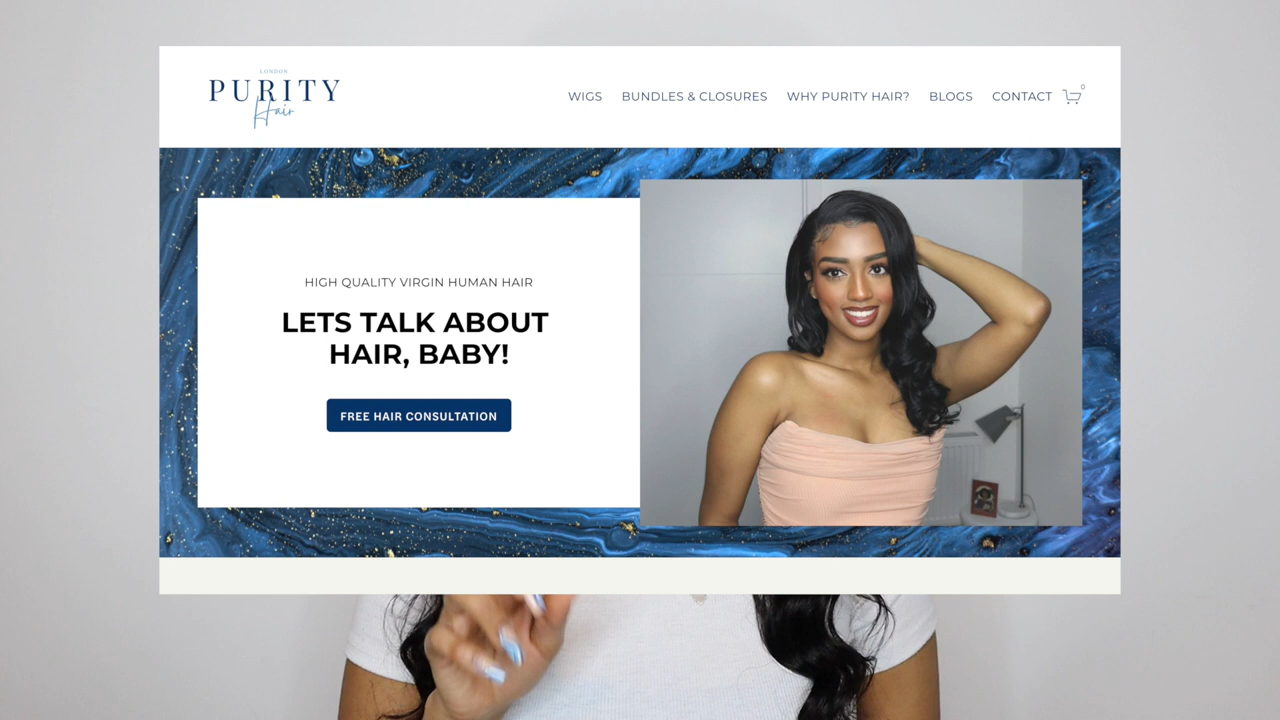 LONDON
PURITY
Hair
WIGS BUNDLES & CLOSURES WHY PURITY HAIR? BLOGS CONTACT 0
HIGH QUALITY VIRGIN HUMAN HAIR
LETS TALK ABOUT
HAIR, BABY!
FREE HAIR CONSULTATION